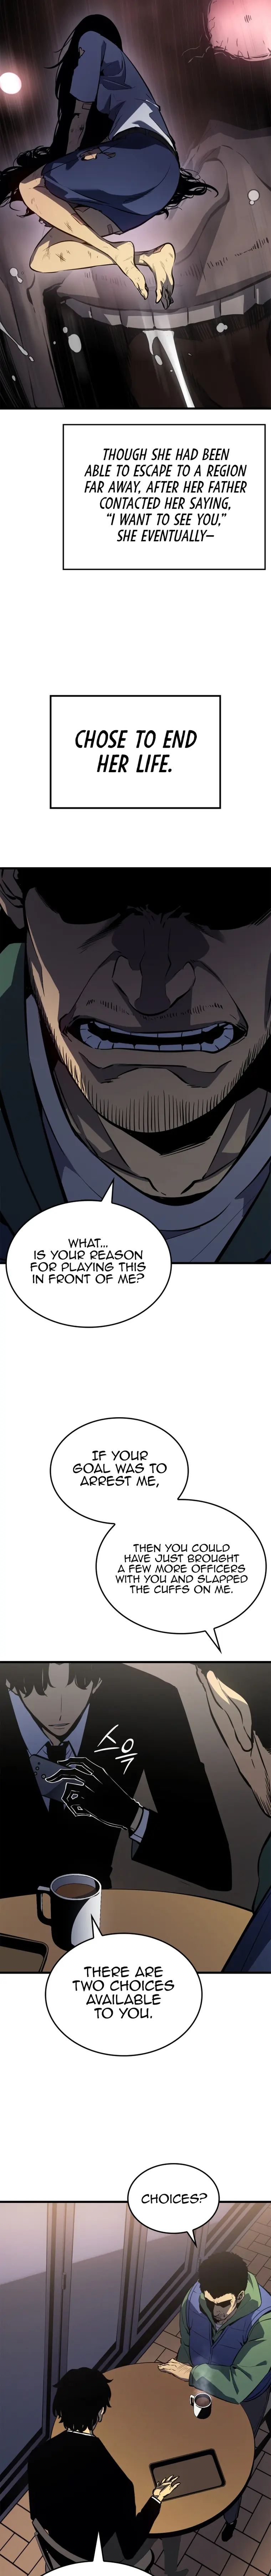 THOUGH SHE HAD BEEN
ABLE TO ESCAPE TO A REGION
FAR AWAY, AFTER HER FATHER
CONTACTED HER SAYING,
"I WANT TO SEE YOU,"
SHE EVENTUALLY—
CHOSE TO END
HER LIFE.
WHAT...
IS YOUR REASON
FOR PLAYING THIS
IN FRONT OF ME?
IF YOUR
GOAL WAS TO
ARREST ME,
THEN YOU COULD
HAVE JUST BROUGHT
A FEW MORE OFFICERS
WITH YOU AND SLAPPED
THE CUFFS ON ME.
스윽
THERE ARE
TWO CHOICES
AVAILABLE
TO YOU.
CHOICES?